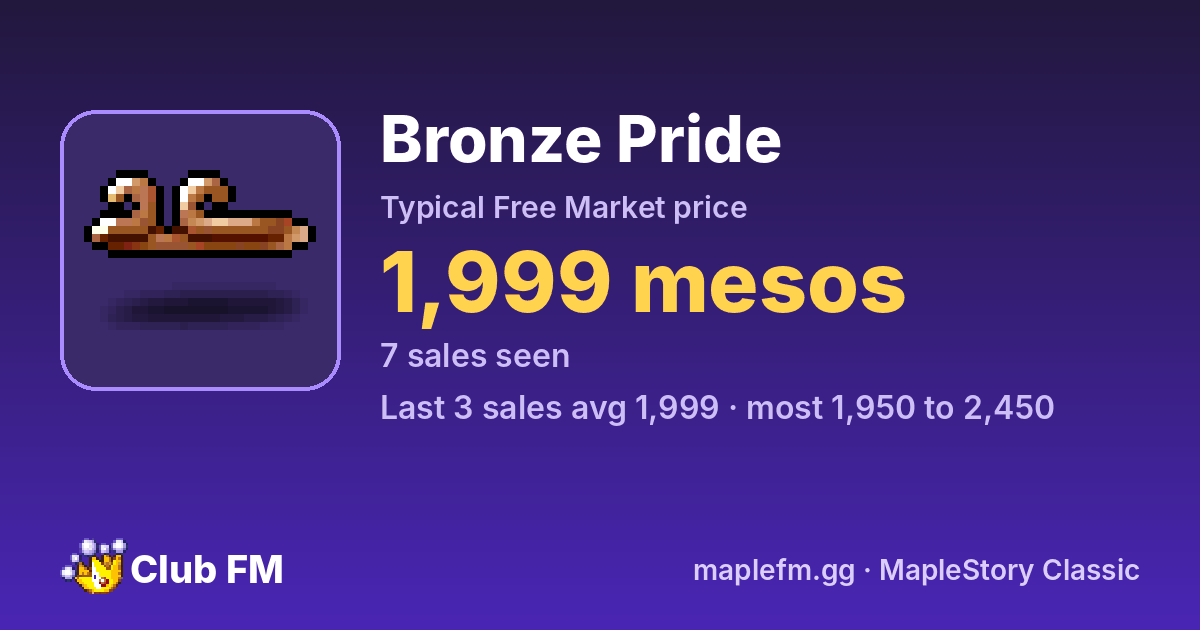 Bronze Pride
Typical Free Market price
1,999 mesos
7 sales seen
Last 3 sales avg 1,999 · most 1,950 to 2,450
Club FM
maplefm.gg · MapleStory Classic